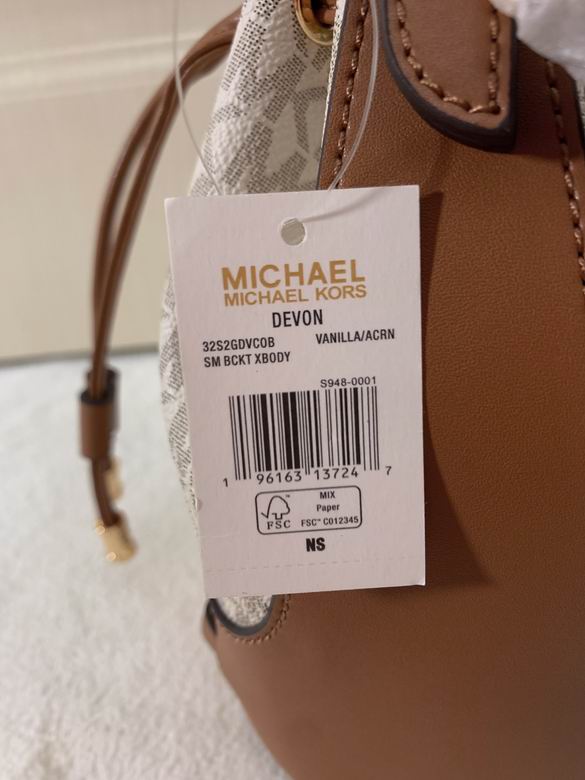 MICHAEL
MICHAEL KORS
DEVON
32S2GDVC0B VANILLA/ACRN
SM BCKT XBODY
S948-0001
1 96163 13724 7
FSC™
MIX
Paper
FSC™ C012345
NS